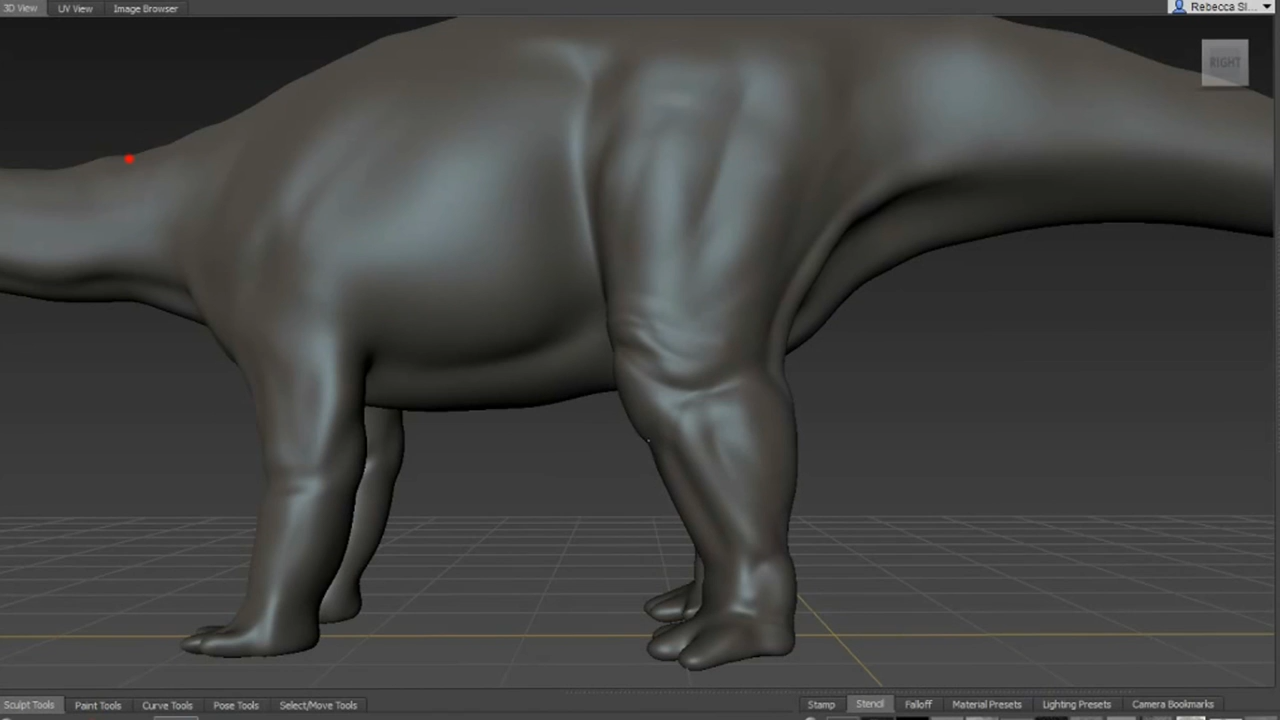 3D View UV View Image Browser Rebecca Sl...
RIGHT
Sculpt Tools Paint Tools Curve Tools Pose Tools Select/Move Tools Stamp Stencil Falloff Material Presets Lighting Presets Camera Bookmarks